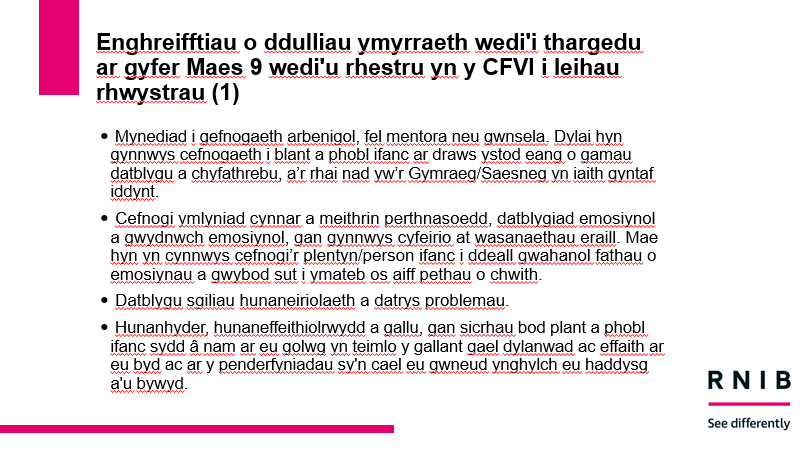 Enghreifftiau o ddulliau ymyrraeth wedi'i thargedu
ar gyfer Maes 9 wedi'u rhestru yn y CFVI i leihau
rhwystrau (1)
• Mynediad i gefnogaeth arbenigol, fel mentora neu gwnsela. Dylai hyn
gynnwys cefnogaeth i blant a phobl ifanc ar draws ystod eang o gamau
datblygu a chyfathrebu, a'r rhai nad yw'r Gymraeg/Saesneg yn iaith gyntaf
iddynt.
• Cefnogi ymlyniad cynnar a meithrin perthnasoedd, datblygiad emosiynol
a gwydnwch emosiynol, gan gynnwys cyfeirio at wasanaethau eraill. Mae
hyn yn cynnwys cefnogi'r plentyn/person ifanc i ddeall gwahanol fathau o
emosiynau a gwybod sut i ymateb os aiff pethau o chwith.
• Datblygu sgiliau hunaneiriolaeth a datrys problemau.
• Hunanhyder, hunaneffeithiolrwydd a gallu, gan sicrhau bod plant a phobl
ifanc sydd â nam ar eu golwg yn teimlo y gallant gael dylanwad ac effaith ar
eu byd ac ar y penderfyniadau sy'n cael eu gwneud ynghylch eu haddysg
a'u bywyd.
RNIB
See differently